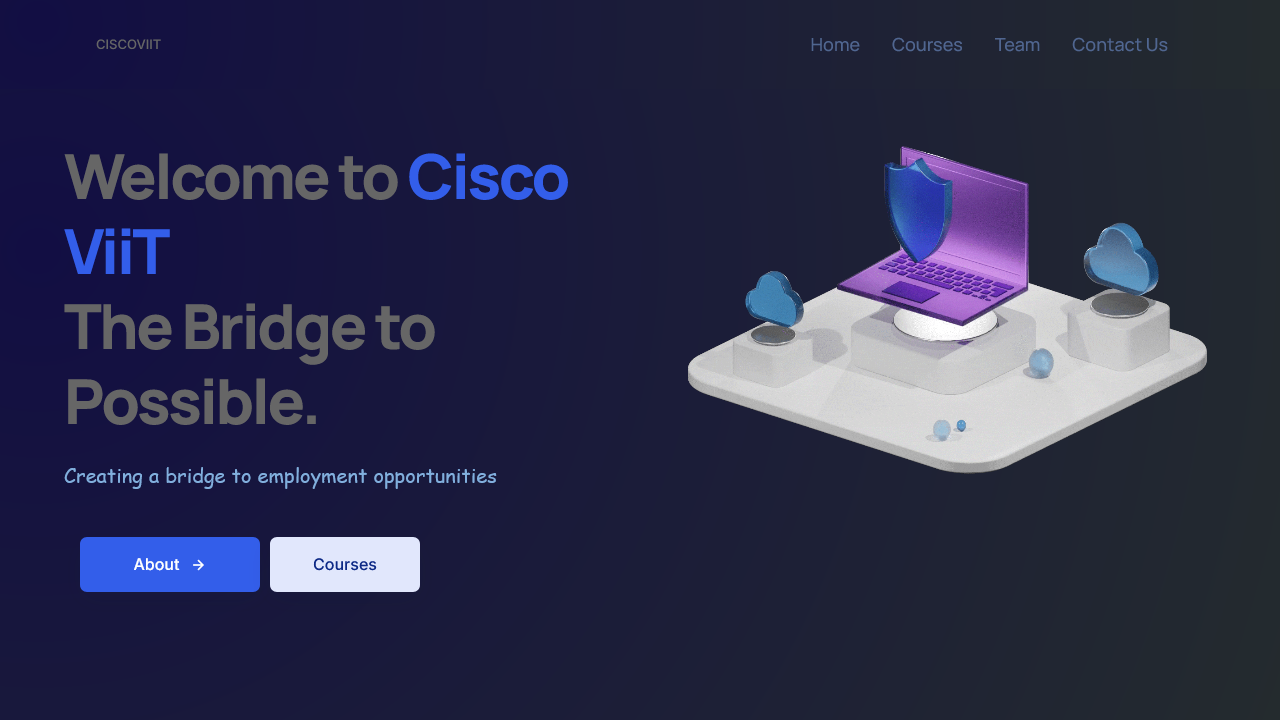 CISCOVIIT
Home Courses Team Contact Us
Welcome to Cisco
ViiT
The Bridge to
Possible.
Creating a bridge to employment opportunities
About →
Courses